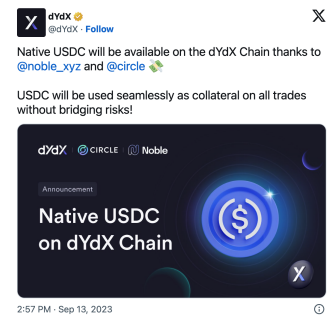 dYdX
@dYdX · Follow
Native USDC will be available on the dYdX Chain thanks to
@noble_xyz and @circle 💸
USDC will be used seamlessly as collateral on all trades
without bridging risks!
dYdX CIRCLE Noble
Announcement
Native USDC
on dYdX Chain
2:57 PM · Sep 13, 2023